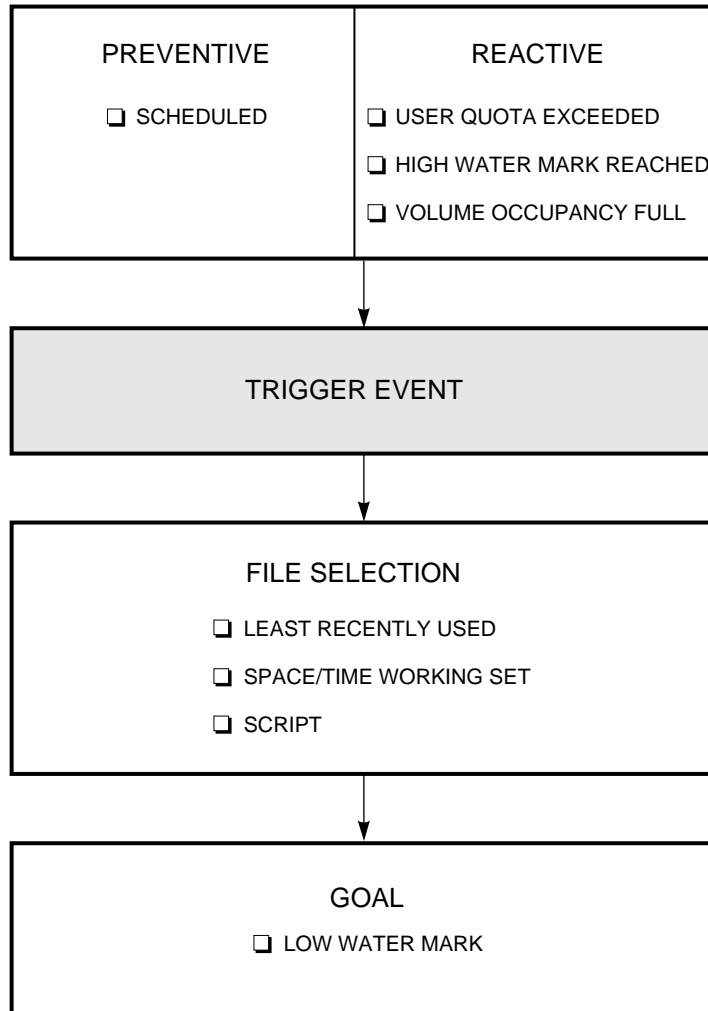 PREVENTIVE
❏ SCHEDULED
REACTIVE
❏ USER QUOTA EXCEEDED
❏ HIGH WATER MARK REACHED
❏ VOLUME OCCUPANCY FULL
TRIGGER EVENT
FILE SELECTION
❏ LEAST RECENTLY USED
❏ SPACE/TIME WORKING SET
❏ SCRIPT
GOAL
❏ LOW WATER MARK